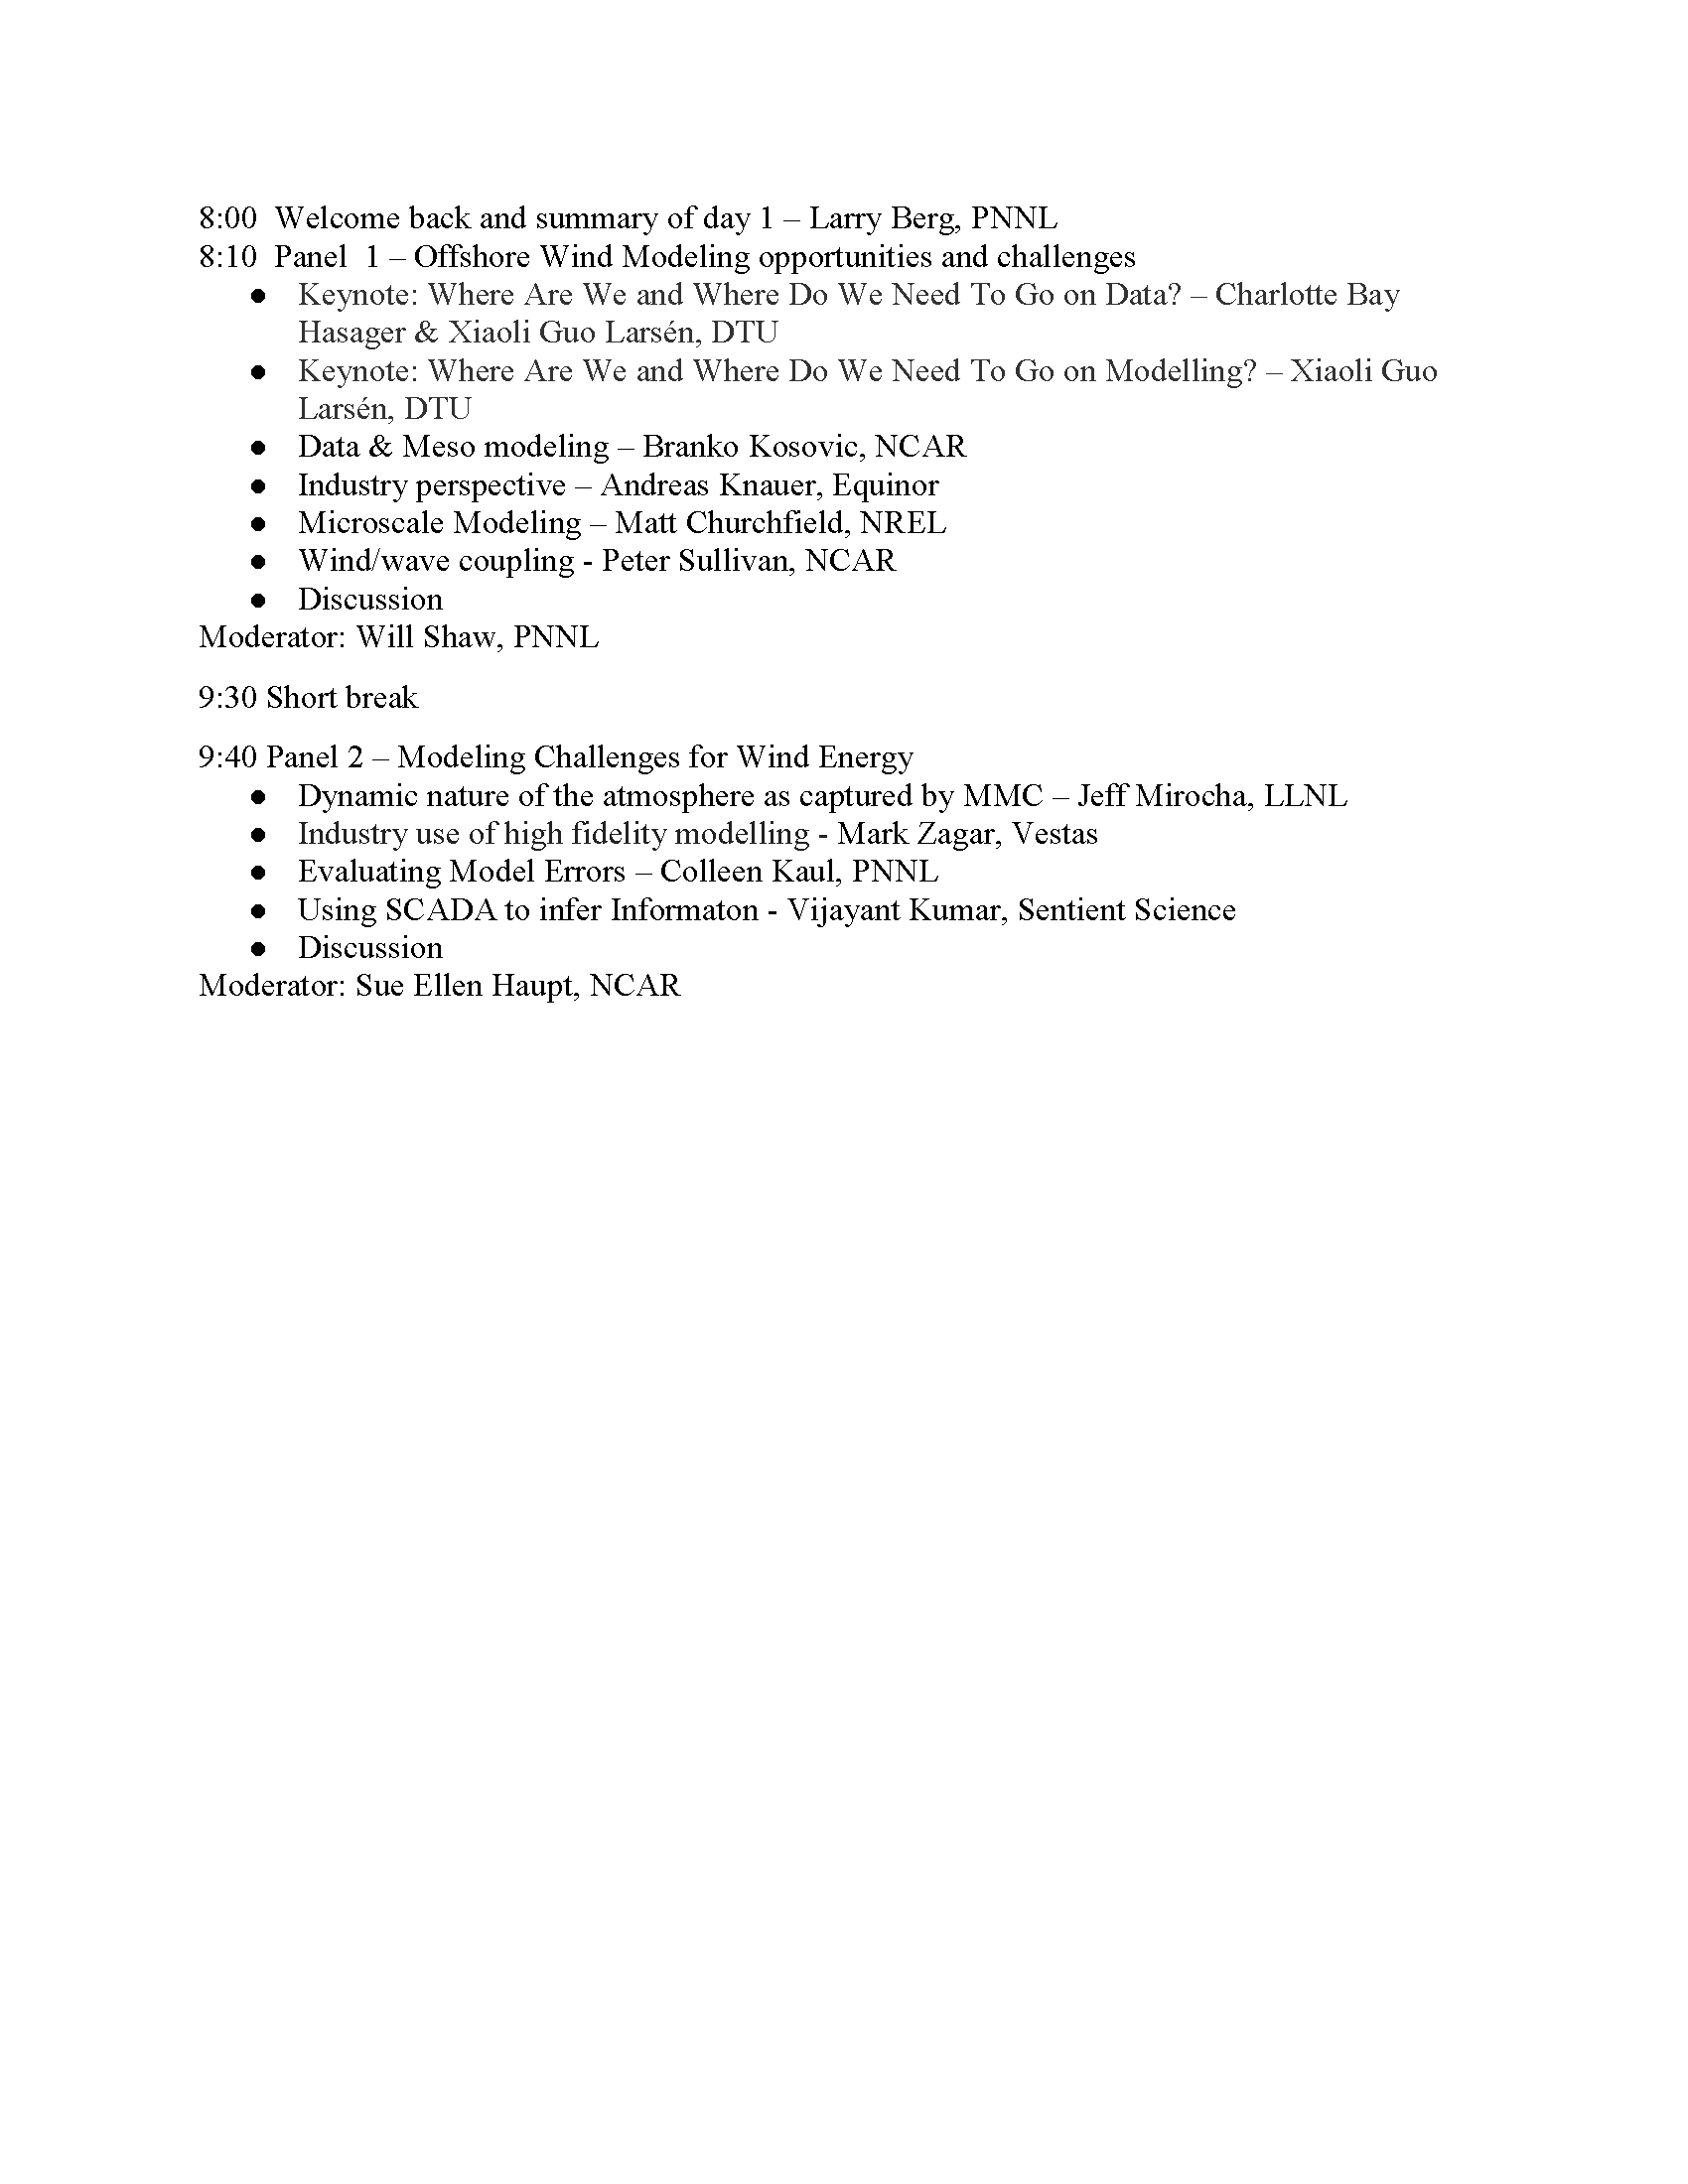 8:00  Welcome back and summary of day 1 – Larry Berg, PNNL
8:10  Panel  1 – Offshore Wind Modeling opportunities and challenges
● Keynote: Where Are We and Where Do We Need To Go on Data? – Charlotte Bay
Hasager & Xiaoli Guo Larsén, DTU
● Keynote: Where Are We and Where Do We Need To Go on Modelling? – Xiaoli Guo
Larsén, DTU
● Data & Meso modeling – Branko Kosovic, NCAR
● Industry perspective – Andreas Knauer, Equinor
● Microscale Modeling – Matt Churchfield, NREL
● Wind/wave coupling - Peter Sullivan, NCAR
● Discussion
Moderator: Will Shaw, PNNL
9:30 Short break
9:40 Panel 2 – Modeling Challenges for Wind Energy
● Dynamic nature of the atmosphere as captured by MMC – Jeff Mirocha, LLNL
● Industry use of high fidelity modelling - Mark Zagar, Vestas
● Evaluating Model Errors – Colleen Kaul, PNNL
● Using SCADA to infer Informaton - Vijayant Kumar, Sentient Science
● Discussion
Moderator: Sue Ellen Haupt, NCAR